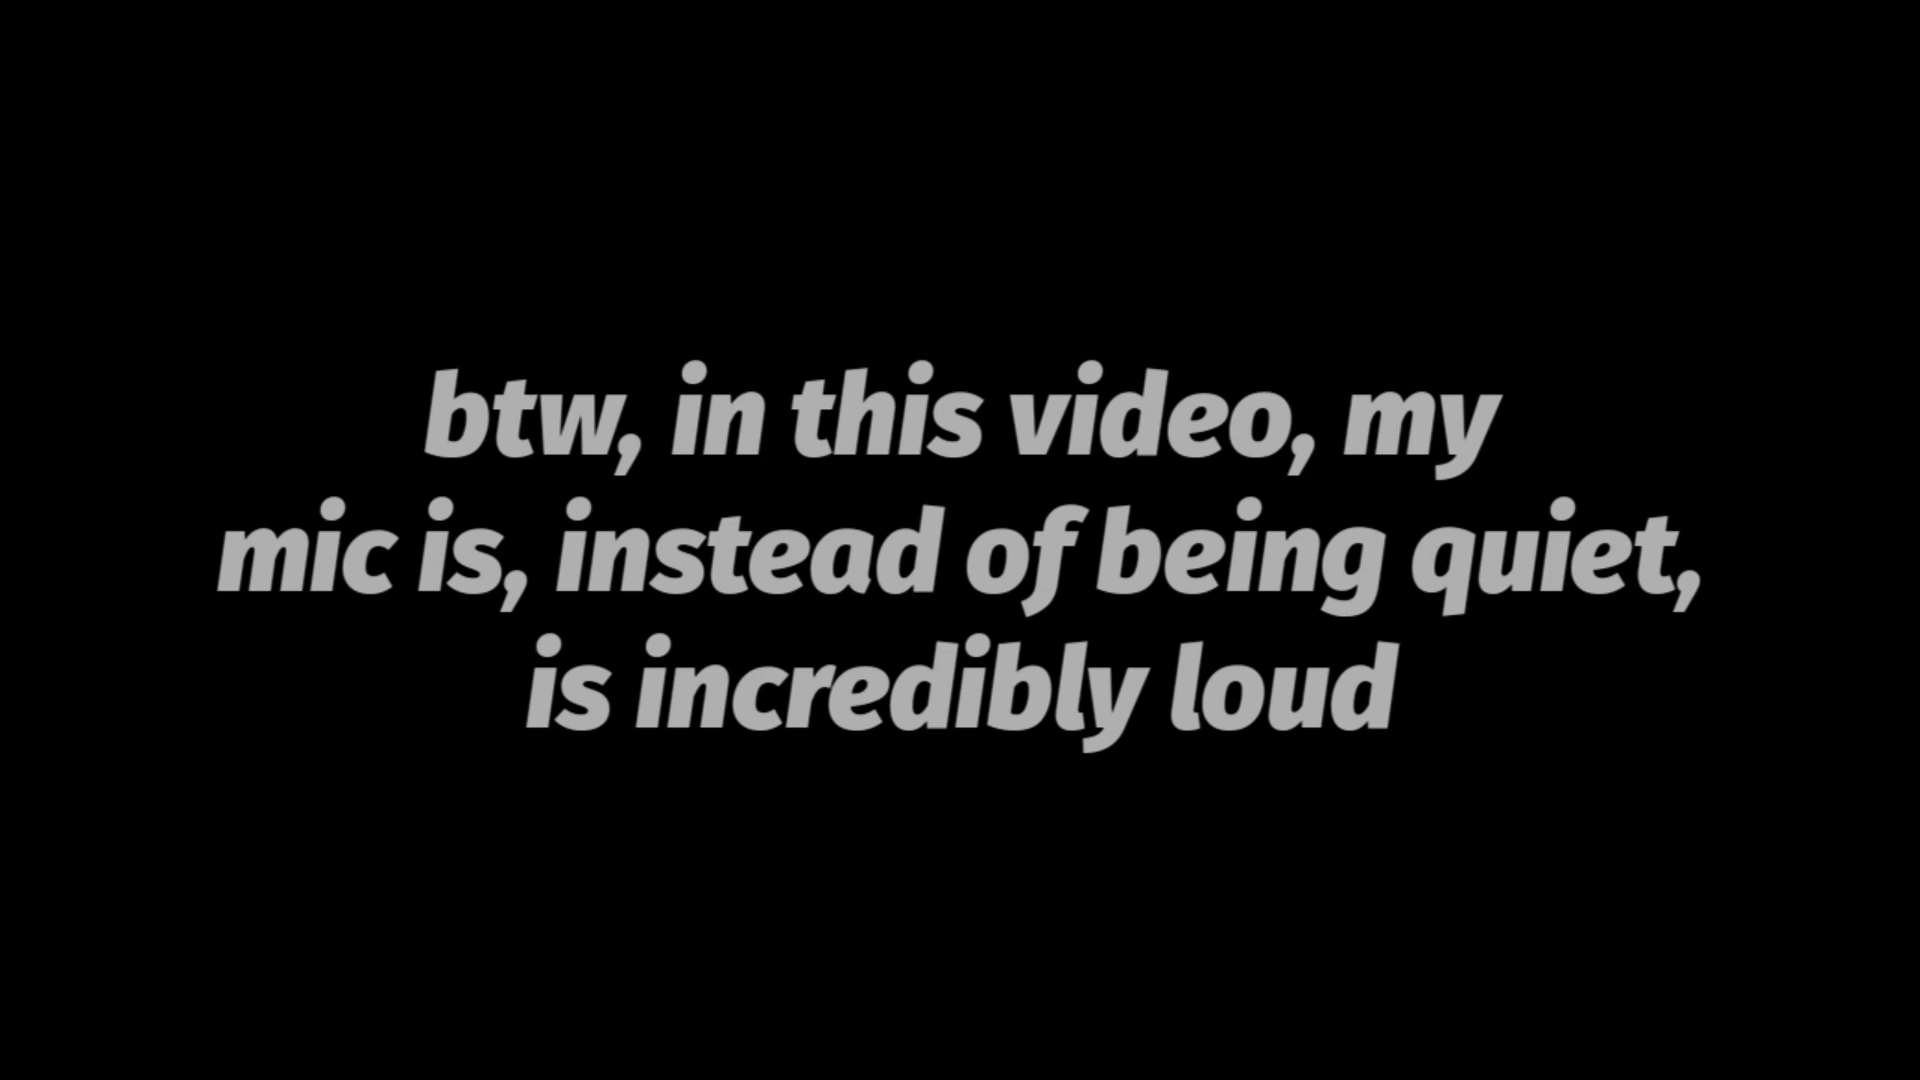 btw, in this video, my
mic is, instead of being quiet,
is incredibly loud